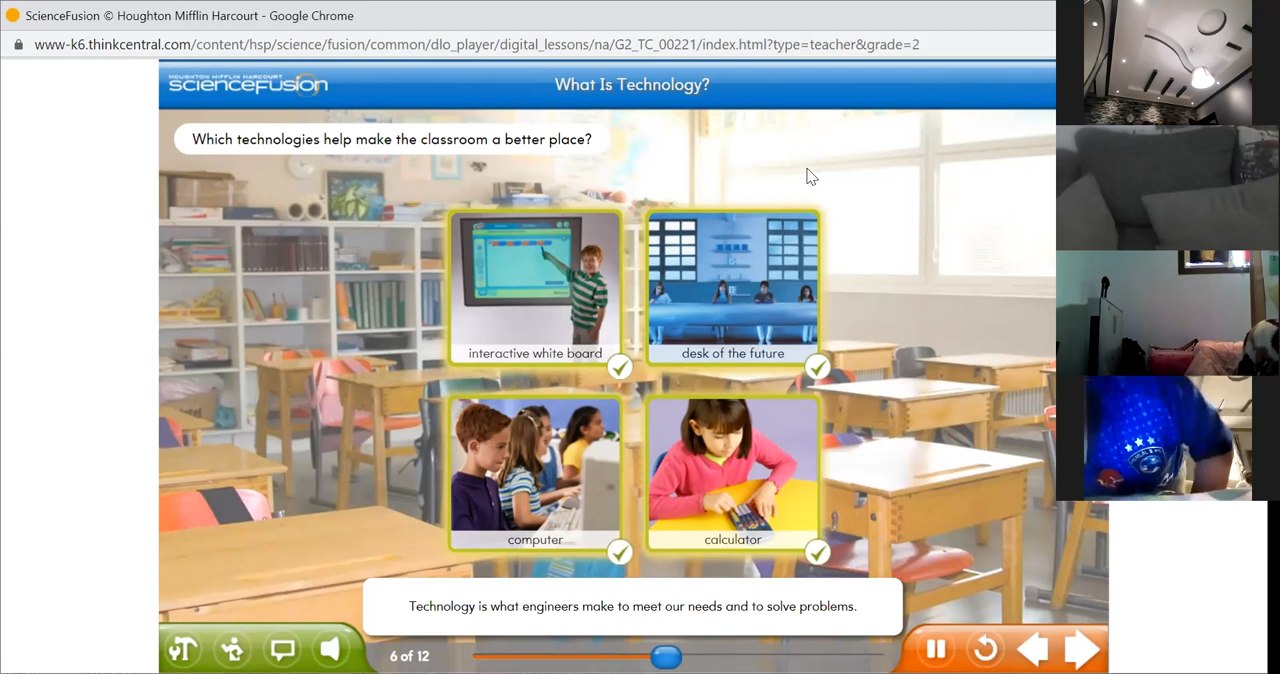 ScienceFusion © Houghton Mifflin Harcourt - Google Chrome
www-k6.thinkcentral.com/content/hsp/science/fusion/common/dlo_player/digital_lessons/na/G2_TC_00221/index.html?type=teacher&grade=2
HOUGHTON MIFFLIN HARCOURT
SCIENCEFUSION
What Is Technology?
Which technologies help make the classroom a better place?
interactive white board
desk of the future
computer
calculator
Technology is what engineers make to meet our needs and to solve problems.
6 of 12